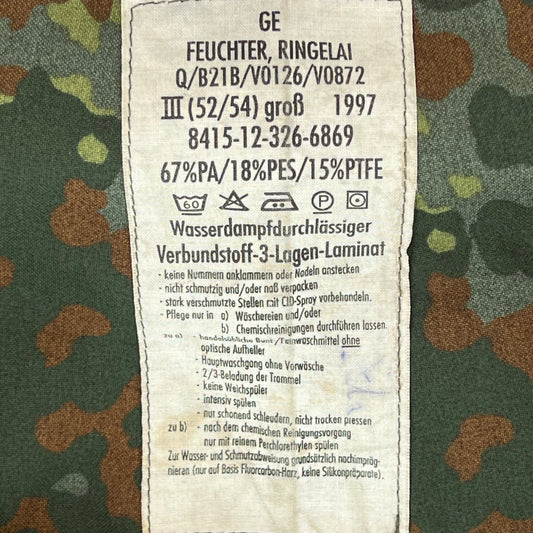 GE
FEUCHTER, RINGELAI
Q/B21B/V0126/V0872
III (52/54) groß 1997
8415-12-326-6869
67%PA/18%PES/15%PTFE
60
Wasserdampfdurchlässiger
Verbundstoff-3-Lagen-Laminat
- keine Nummern anklammern oder Nadeln anstecken
- nicht schmutzig und/oder naß verpacken
- stark verschmutzte Stellen mit CID-Spray vorbehandeln.
- Pflege nur in a) Wäschereien und/oder
b) Chemischreinigungen durchführen lassen.
zu a) - handelsübliche Bunt-/Feinwaschmittel ohne
optische Aufheller
- Hauptwaschgang ohne Vorwäsche
- 2/3-Beladung der Trommel
- keine Weichspüler
- intensiv spülen
- nur schonend schleudern, nicht trocken pressen
zu b) - nach dem chemischen Reinigungsvorgang
nur mit reinem Perchlorethylen spülen
Zur Wasser- und Schmutzabweisung grundsätzlich nachimpräg-
nieren (nur auf Basis Fluorcarbon-Harz, keine Silikonpräparate).